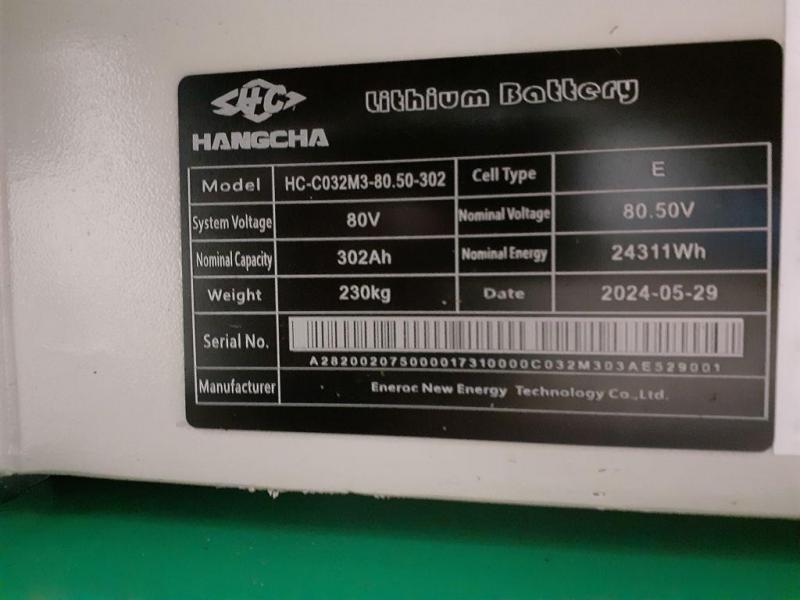 HC
HANGCHA
Lithium Battery
Model HC-C032M3-80.50-302 Cell Type E
System Voltage 80V Nominal Voltage 80.50V
Nominal Capacity 302Ah Nominal Energy 24311Wh
Weight 230kg Date 2024-05-29
Serial No.
A282002075000017310000C032M303AE529001
Manufacturer Eneroc New Energy Technology Co.,Ltd.